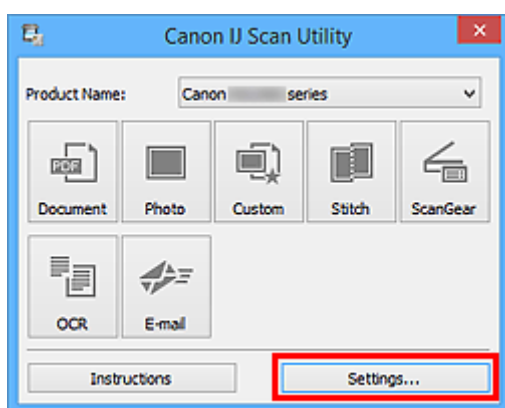 Canon IJ Scan Utility
Product Name: Canon series
PDF
Document Photo Custom Stitch ScanGear
OCR E-mail
Instructions Settings...